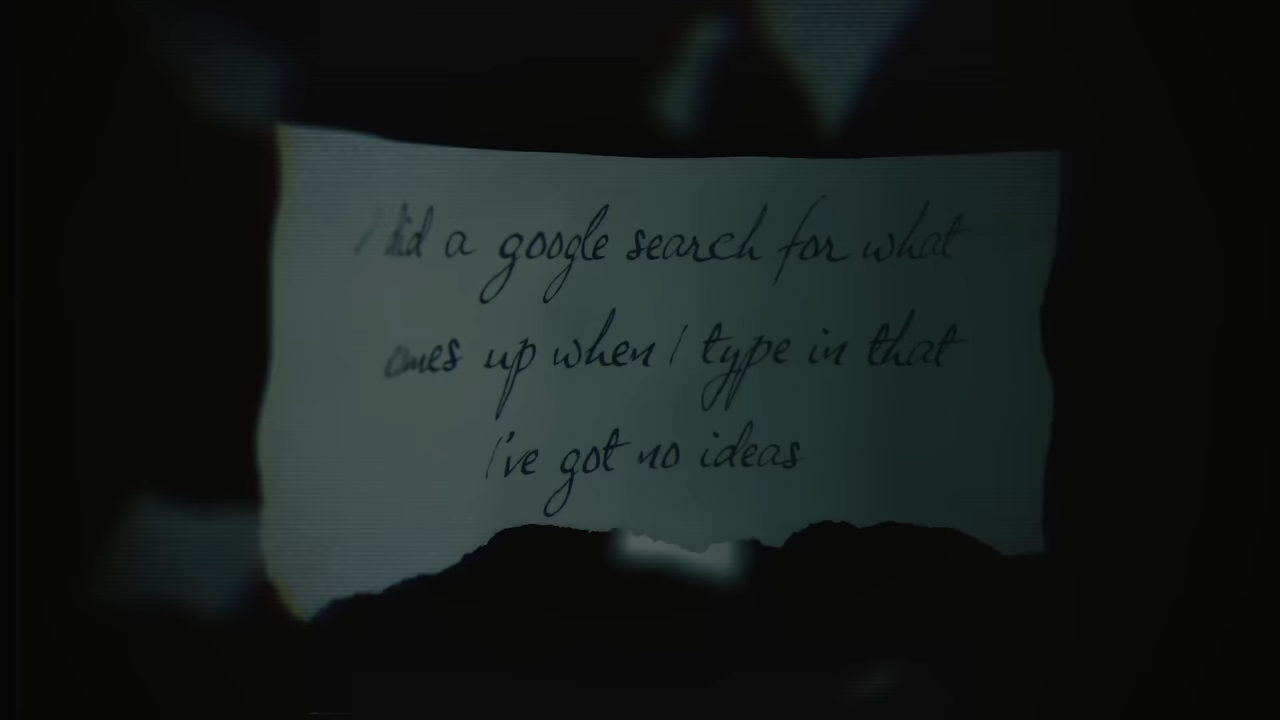 I did a google search for what
comes up when I type in that
I've got no ideas